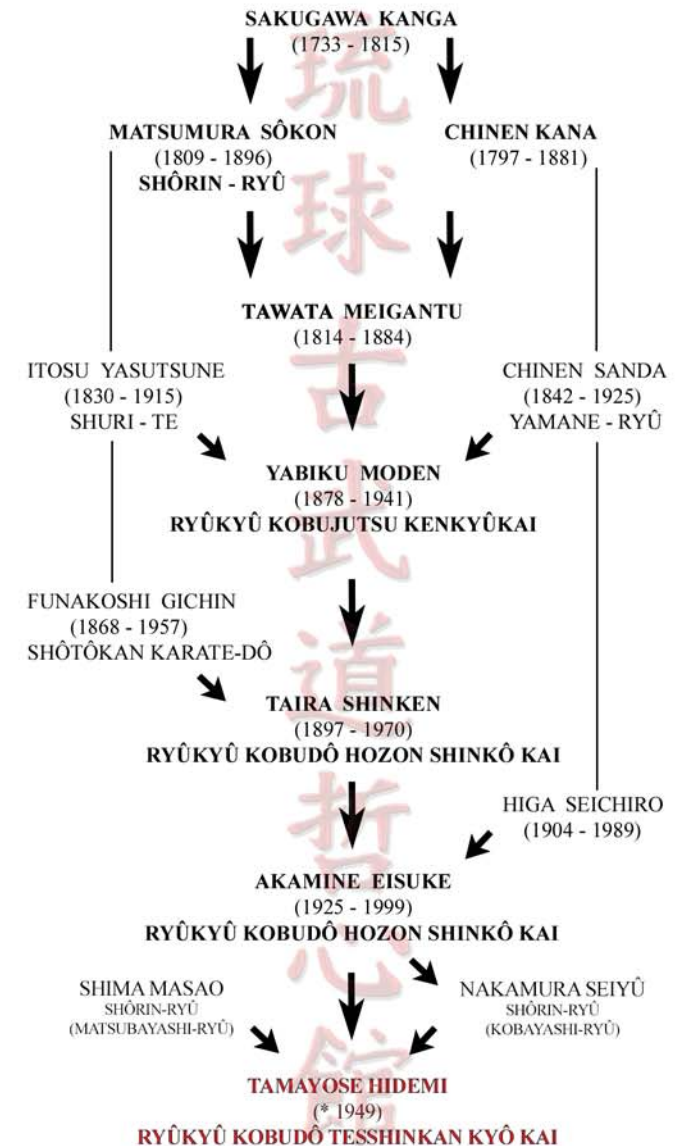 SAKUGAWA KANGA
(1733 - 1815)
MATSUMURA SÔKON
(1809 - 1896)
SHÔRIN - RYÛ
CHINEN KANA
(1797 - 1881)
TAWATA MEIGANTU
(1814 - 1884)
ITOSU YASUTSUNE
(1830 - 1915)
SHURI - TE
CHINEN SANDA
(1842 - 1925)
YAMANE - RYÛ
YABIKU MODEN
(1878 - 1941)
RYÛKYÛ KOBUJUTSU KENKYÛKAI
FUNAKOSHI GICHIN
(1868 - 1957)
SHÔTÔKAN KARATE-DÔ
TAIRA SHINKEN
(1897 - 1970)
RYÛKYÛ KOBUDÔ HOZON SHINKÔ KAI
HIGA SEICHIRO
(1904 - 1989)
AKAMINE EISUKE
(1925 - 1999)
RYÛKYÛ KOBUDÔ HOZON SHINKÔ KAI
SHIMA MASAO
SHÔRIN-RYÛ
(MATSUBAYASHI-RYÛ)
NAKAMURA SEIYÛ
SHÔRIN-RYÛ
(KOBAYASHI-RYÛ)
TAMAYOSE HIDEMI
(* 1949)
RYÛKYÛ KOBUDÔ TESSHINKAN KYÔ KAI
琉球古武道哲心館